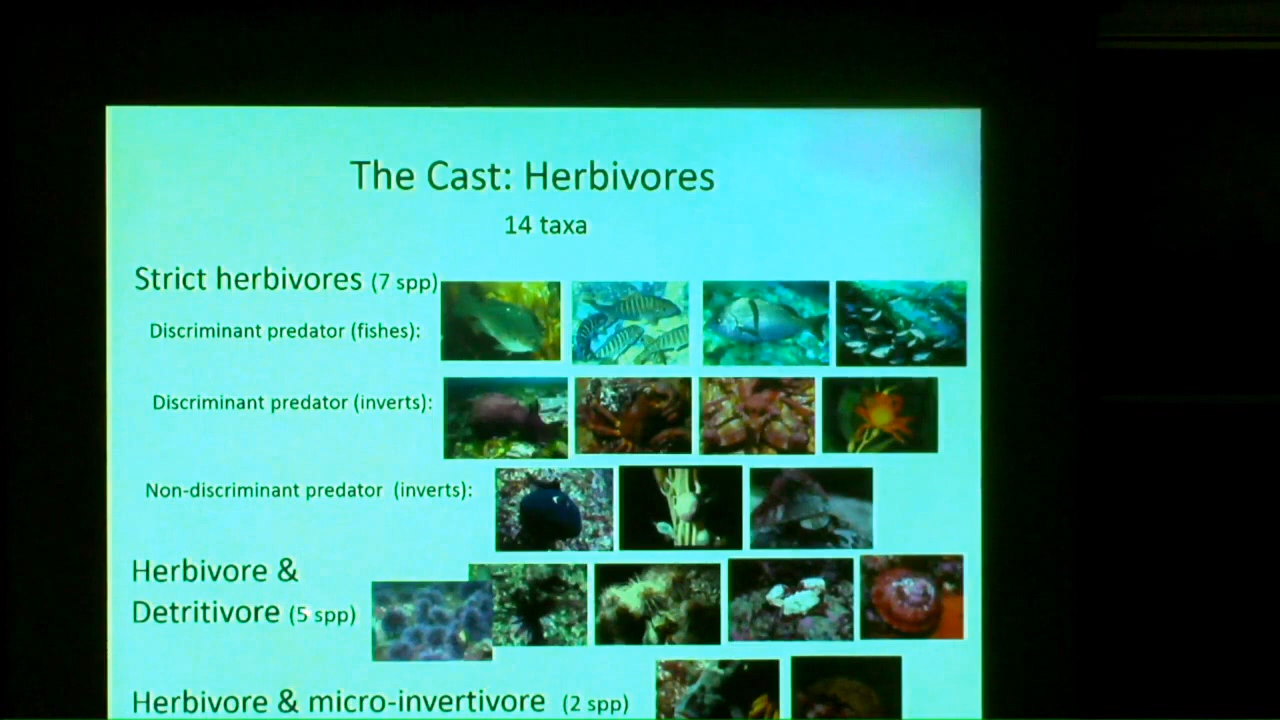 The Cast: Herbivores
14 taxa
Strict herbivores (7 spp)
Discriminant predator (fishes):
Discriminant predator (inverts):
Non-discriminant predator (inverts):
Herbivore &
Detritivore (5 spp)
Herbivore & micro-invertivore (2 spp)